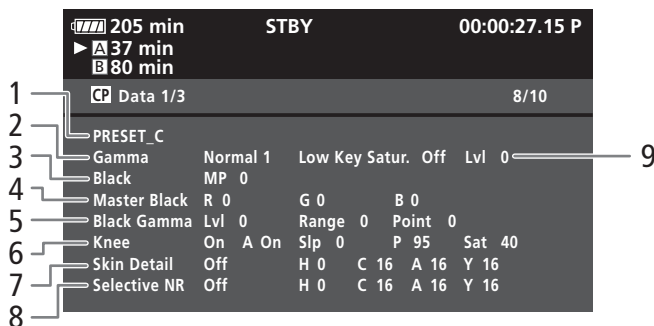 205 min STBY 00:00:27.15 P
A 37 min
B 80 min
CP Data 1/3 8/10
1 PRESET_C
2 Gamma Normal 1 Low Key Satur. Off Lvl 0 9
3 Black MP 0
4 Master Black R 0 G 0 B 0
5 Black Gamma Lvl 0 Range 0 Point 0
6 Knee On A On Slp 0 P 95 Sat 40
7 Skin Detail Off H 0 C 16 A 16 Y 16
8 Selective NR Off H 0 C 16 A 16 Y 16